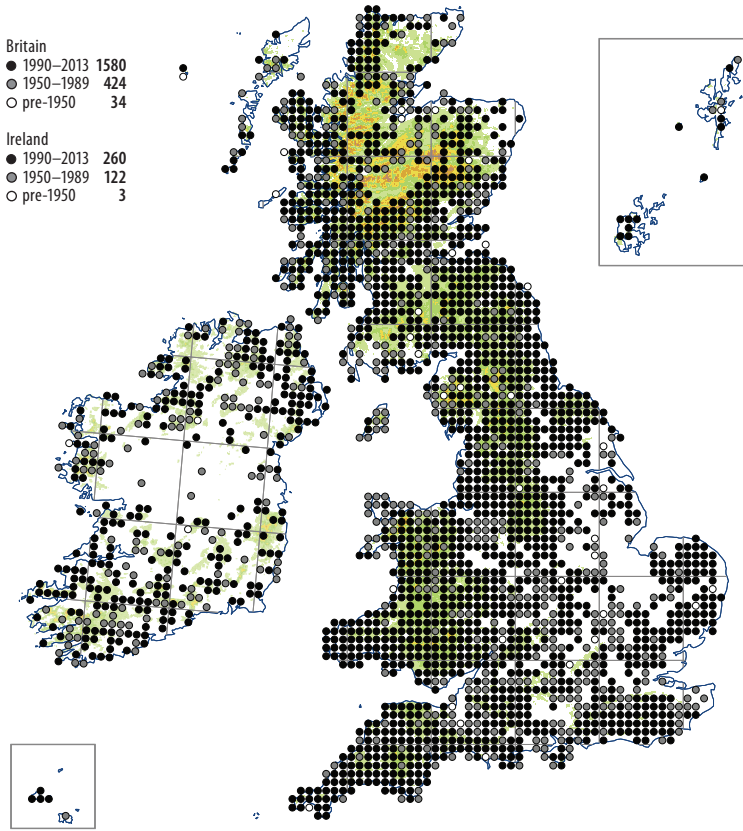 Britain
1990–2013 1580
1950–1989 424
pre-1950 34
Ireland
1990–2013 260
1950–1989 122
pre-1950 3